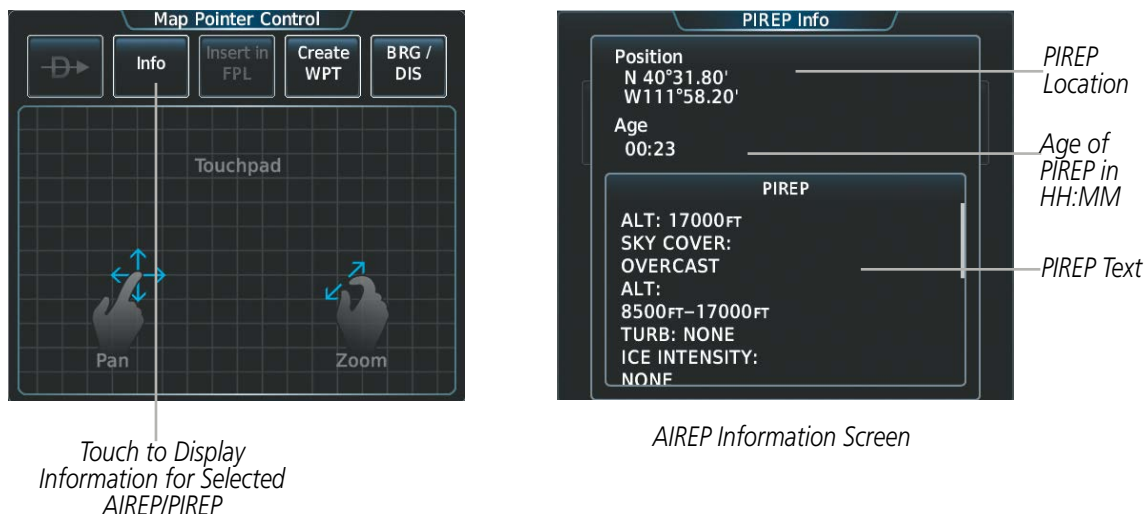 Map Pointer Control
Info
Insert in
FPL
Create
WPT
BRG /
DIS
Touchpad
Pan
Zoom
Touch to Display
Information for Selected
AIREP/PIREP
PIREP Info
Position
N 40°31.80'
W111°58.20'
Age
00:23
PIREP
ALT: 17000FT
SKY COVER:
OVERCAST
ALT:
8500FT–17000FT
TURB: NONE
ICE INTENSITY:
NONE
PIREP
Location
Age of
PIREP in
HH:MM
PIREP Text
AIREP Information Screen